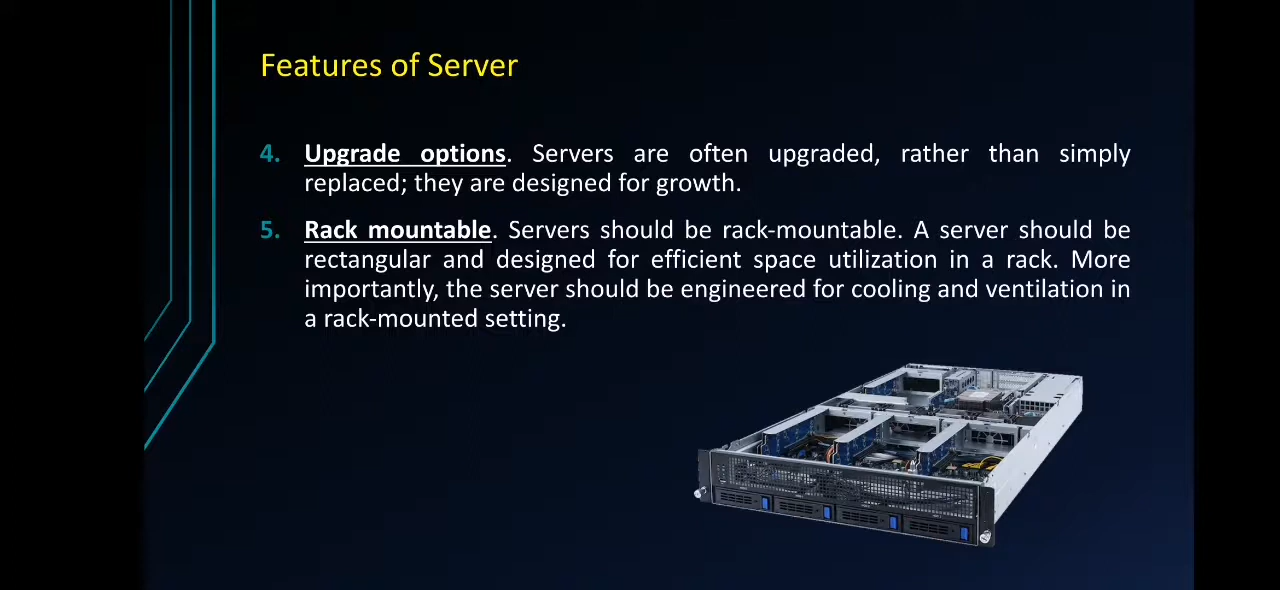 Features of Server
4. Upgrade options. Servers are often upgraded, rather than simply
replaced; they are designed for growth.
5. Rack mountable. Servers should be rack-mountable. A server should be
rectangular and designed for efficient space utilization in a rack. More
importantly, the server should be engineered for cooling and ventilation in
a rack-mounted setting.